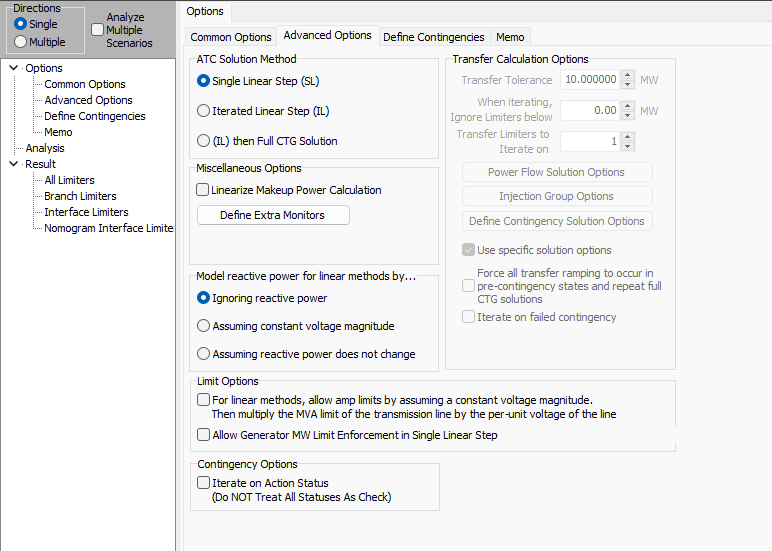 Directions
Single
Multiple
Analyze
Multiple
Scenarios
Options
Common Options
Advanced Options
Define Contingencies
Memo
Analysis
Result
All Limiters
Branch Limiters
Interface Limiters
Nomogram Interface Limite
Options
Common Options Advanced Options Define Contingencies Memo
ATC Solution Method
Single Linear Step (SL)
Iterated Linear Step (IL)
(IL) then Full CTG Solution
Miscellaneous Options
Linearize Makeup Power Calculation
Define Extra Monitors
Model reactive power for linear methods by...
Ignoring reactive power
Assuming constant voltage magnitude
Assuming reactive power does not change
Transfer Calculation Options
Transfer Tolerance 10.000000 MW
When iterating,
Ignore Limiters below 0.00 MW
Transfer Limiters to
Iterate on 1
Power Flow Solution Options
Injection Group Options
Define Contingency Solution Options
Use specific solution options
Force all transfer ramping to occur in
pre-contingency states and repeat full
CTG solutions
Iterate on failed contingency
Limit Options
For linear methods, allow amp limits by assuming a constant voltage magnitude.
Then multiply the MVA limit of the transmission line by the per-unit voltage of the line
Allow Generator MW Limit Enforcement in Single Linear Step
Contingency Options
Iterate on Action Status
(Do NOT Treat All Statuses As Check)